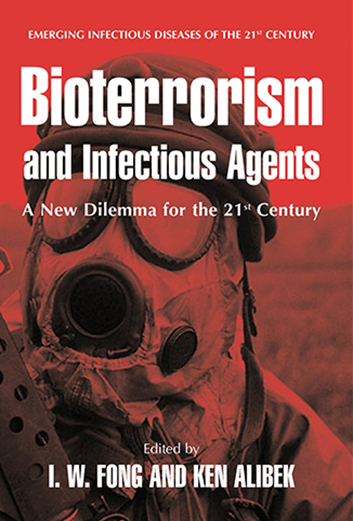 EMERGING INFECTIOUS DISEASES OF THE 21st CENTURY
Bioterrorism
and Infectious Agents
A New Dilemma for the 21st Century
Edited by
I. W. FONG AND KEN ALIBEK